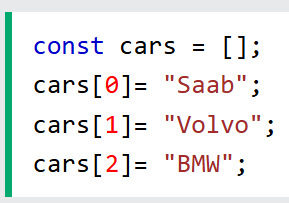 const cars = [];
cars[0]= "Saab";
cars[1]= "Volvo";
cars[2]= "BMW";